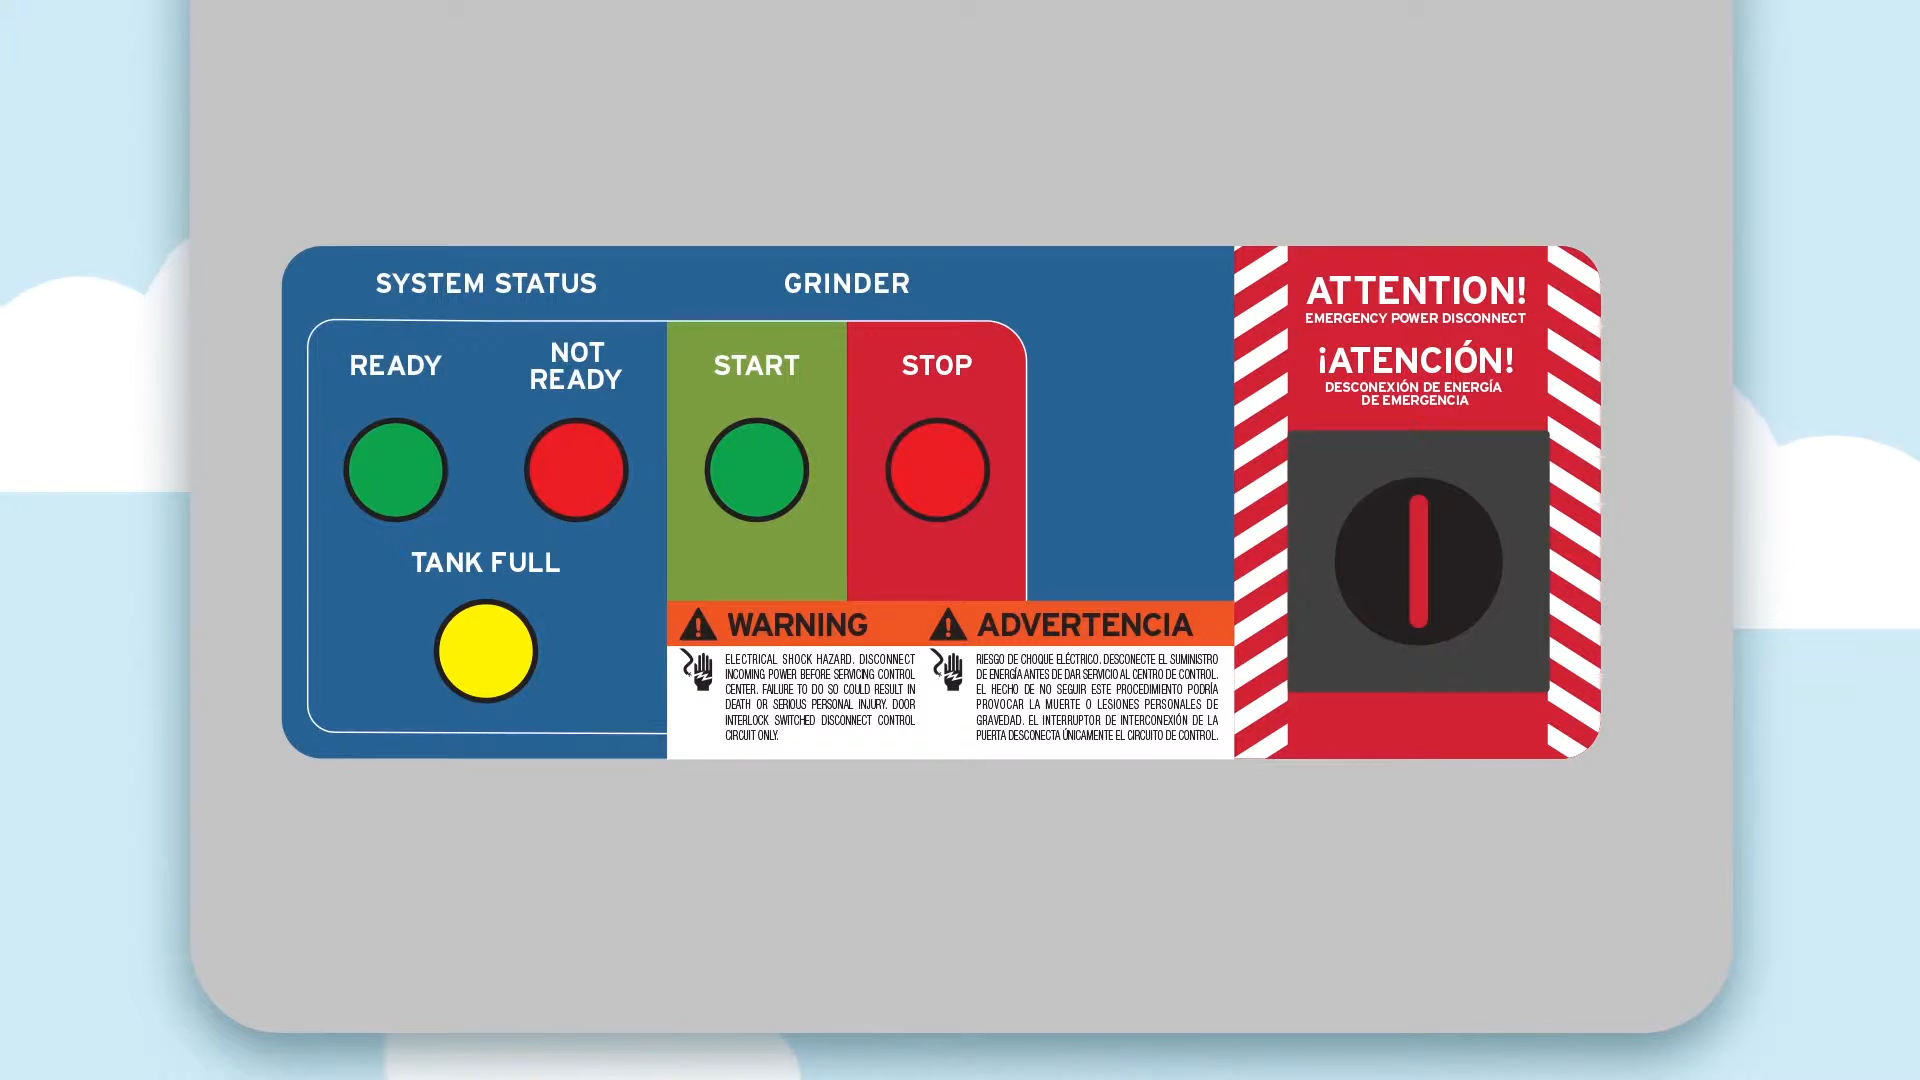 SYSTEM STATUS
GRINDER
READY
NOT
READY
START
STOP
TANK FULL
WARNING
ELECTRICAL SHOCK HAZARD. DISCONNECT
INCOMING POWER BEFORE SERVICING CONTROL
CENTER. FAILURE TO DO SO COULD RESULT IN
DEATH OR SERIOUS PERSONAL INJURY. DOOR
INTERLOCK SWITCHED DISCONNECT CONTROL
CIRCUIT ONLY.
ADVERTENCIA
RIESGO DE CHOQUE ELÉCTRICO. DESCONECTE EL SUMINISTRO
DE ENERGÍA ANTES DE DAR SERVICIO AL CENTRO DE CONTROL.
EL HECHO DE NO SEGUIR ESTE PROCEDIMIENTO PODRÍA
PROVOCAR LA MUERTE O LESIONES PERSONALES DE
GRAVEDAD. EL INTERRUPTOR DE INTERCONEXIÓN DE LA
PUERTA DESCONECTA ÚNICAMENTE EL CIRCUITO DE CONTROL.
ATTENTION!
EMERGENCY POWER DISCONNECT
¡ATENCIÓN!
DESCONEXIÓN DE ENERGÍA
DE EMERGENCIA